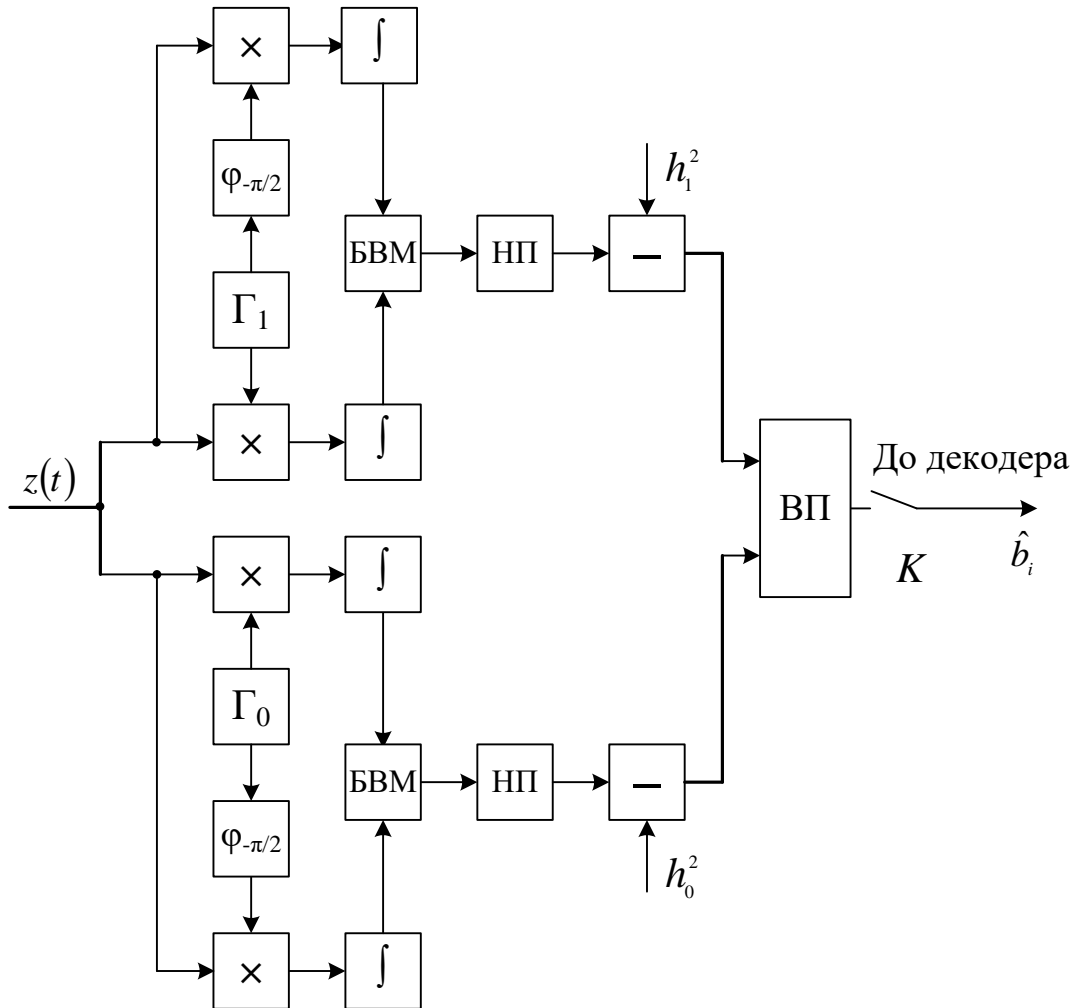 × ∫
φ-π/2
h₁²
БВМ НП –
Γ₁
× ∫
z(t)
До декодера
ВП
K
b̂ᵢ
× ∫
Γ₀
БВМ НП –
φ-π/2
h₀²
× ∫